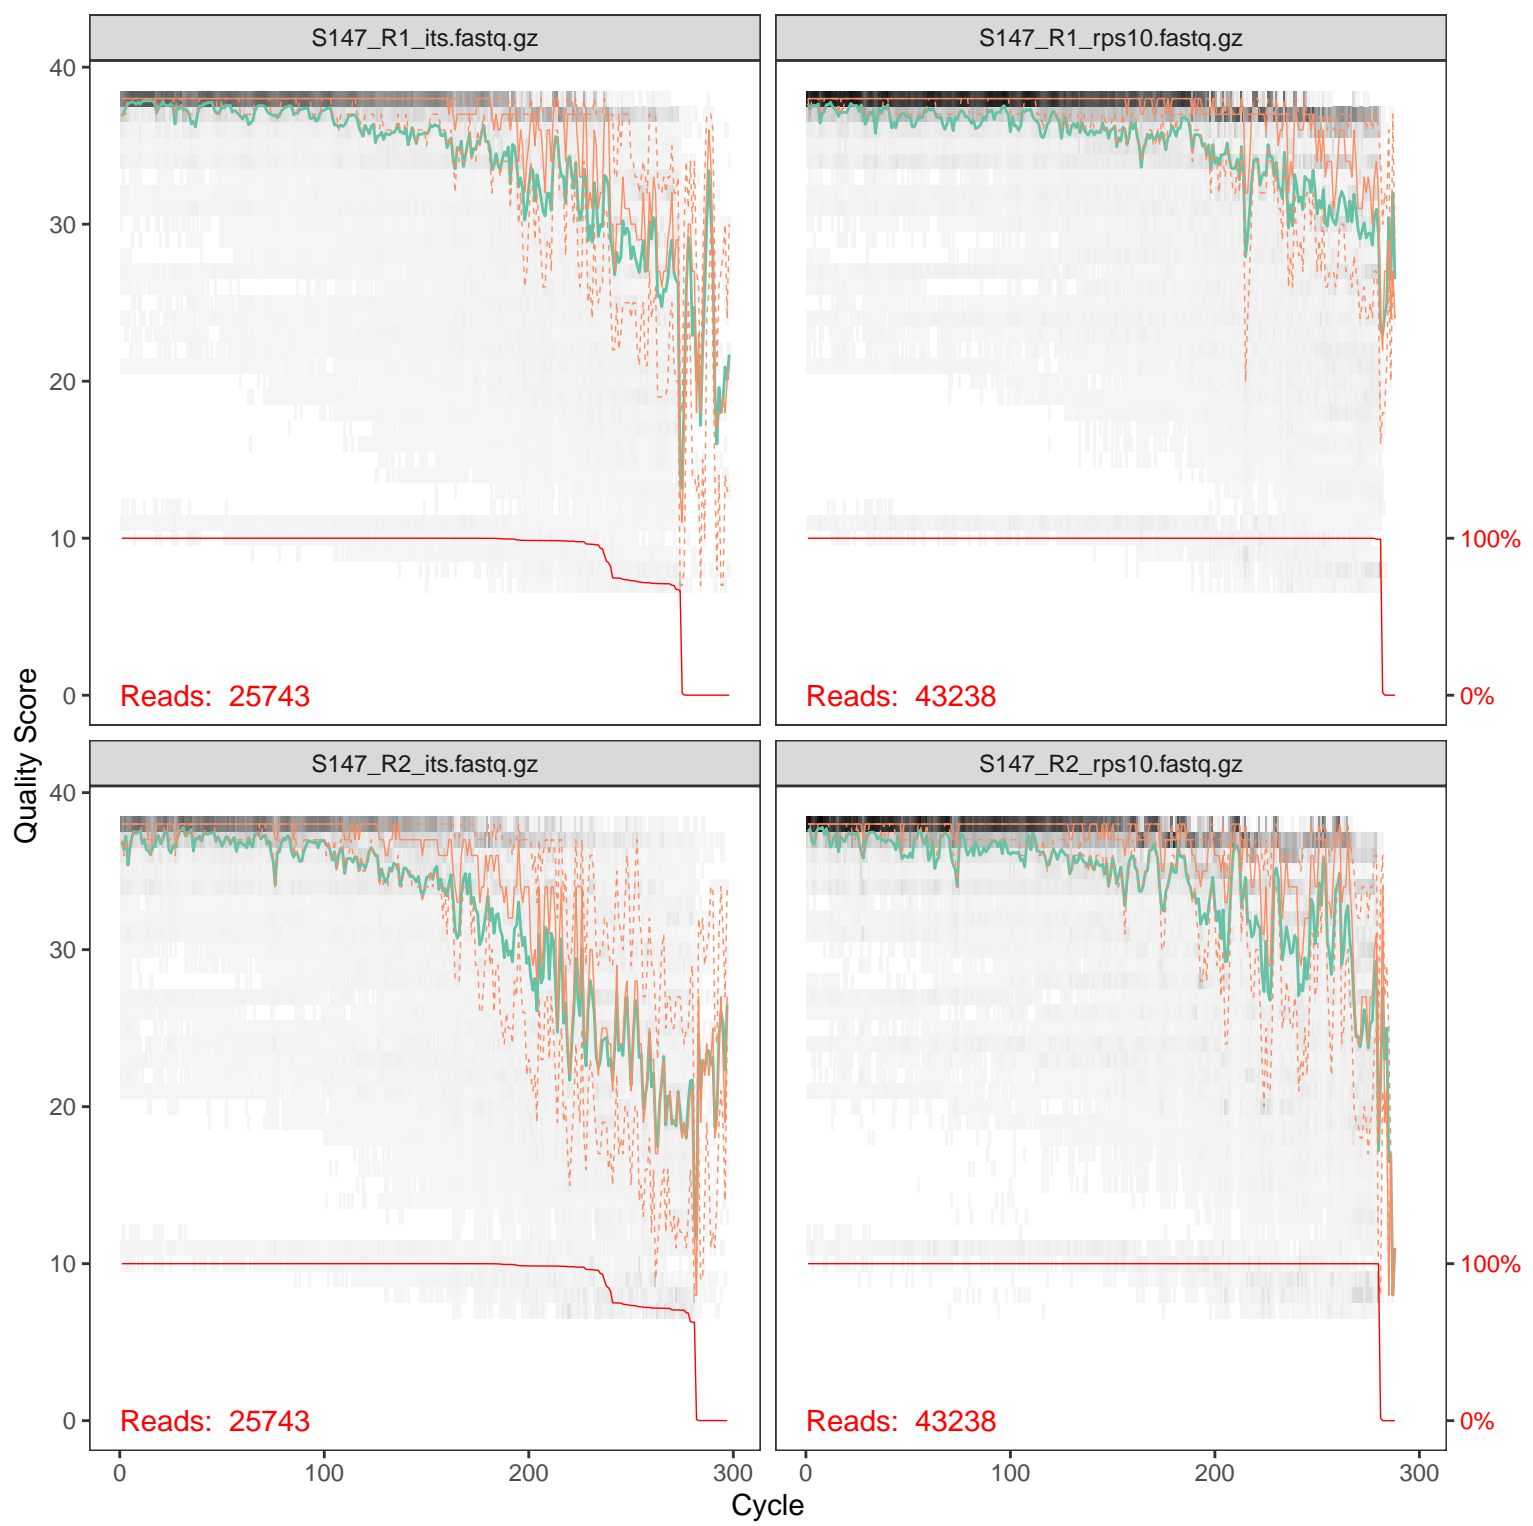 S147_R1_its.fastq.gz
S147_R1_rps10.fastq.gz
40
30
20
10
0
Reads: 25743
Reads: 43238
100%
0%
S147_R2_its.fastq.gz
S147_R2_rps10.fastq.gz
40
30
20
10
0
Reads: 25743
Reads: 43238
100%
0%
0 100 200 300
0 100 200 300
Cycle
Quality Score